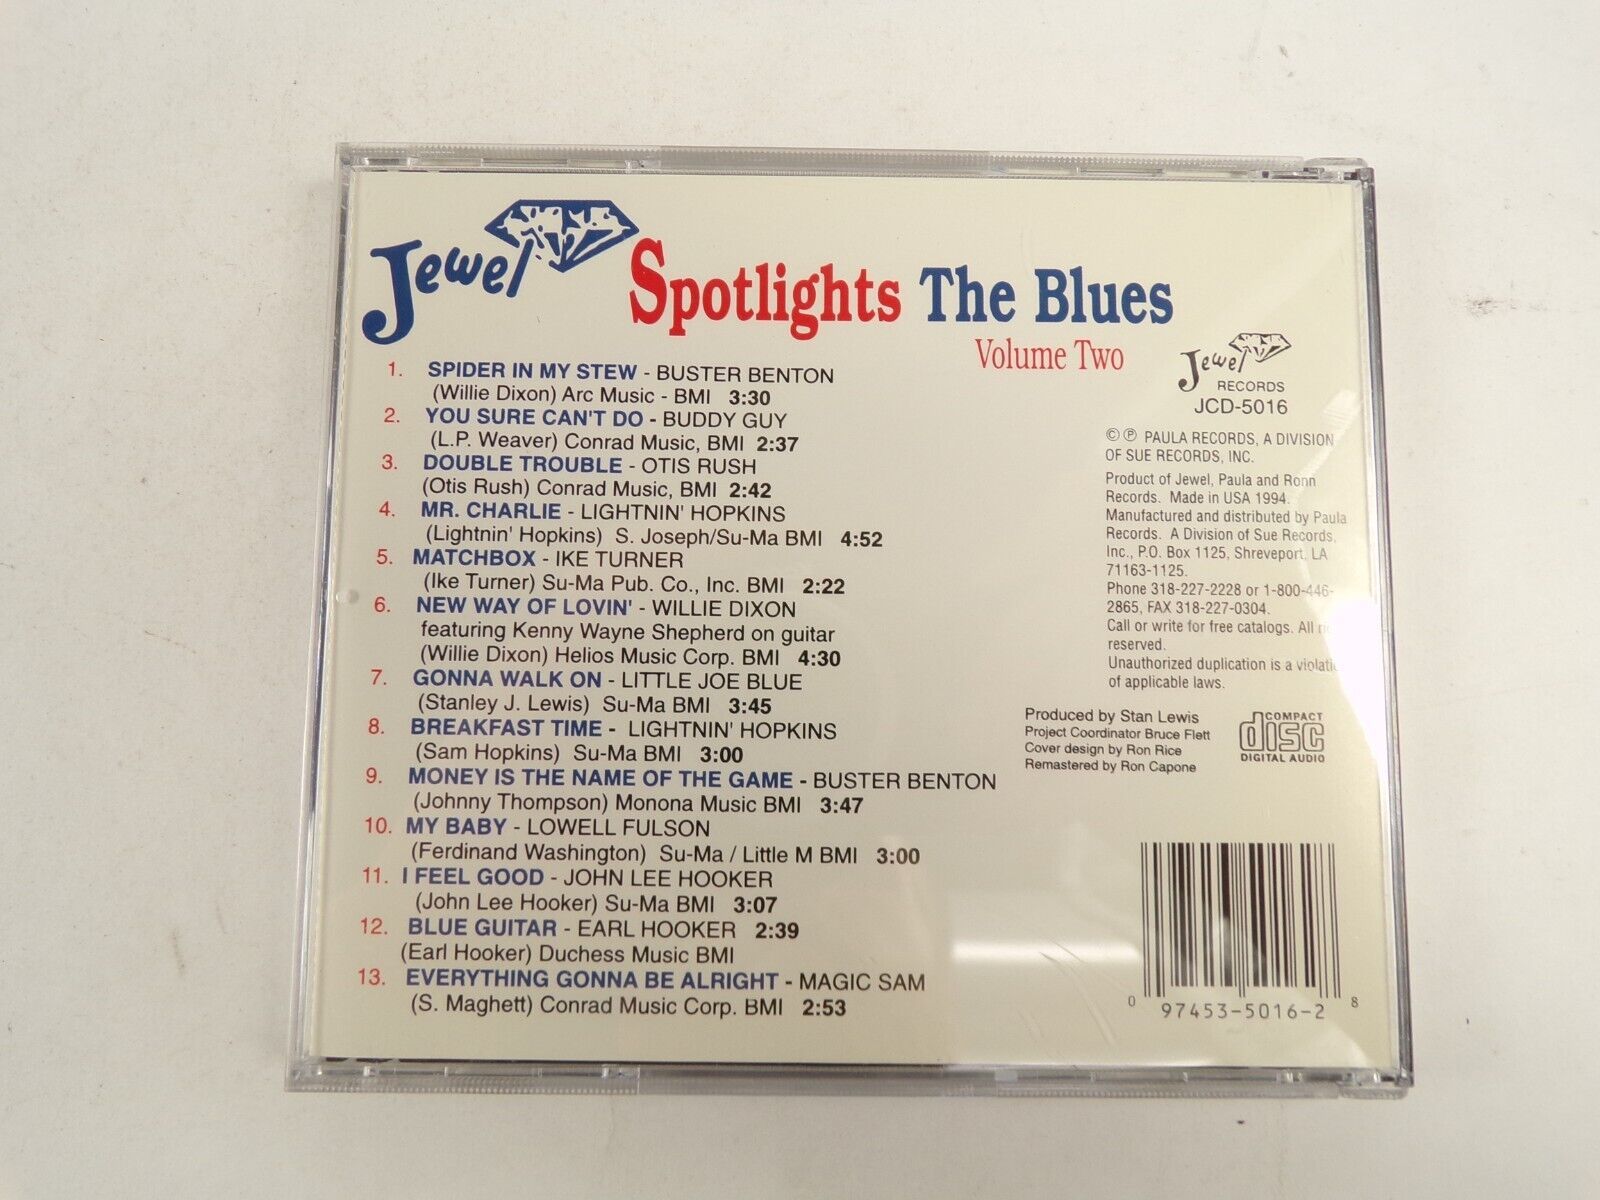 Jewel
Spotlights The Blues
Volume Two
1. SPIDER IN MY STEW - BUSTER BENTON
(Willie Dixon) Arc Music - BMI 3:30
2. YOU SURE CAN'T DO - BUDDY GUY
(L.P. Weaver) Conrad Music, BMI 2:37
3. DOUBLE TROUBLE - OTIS RUSH
(Otis Rush) Conrad Music, BMI 2:42
4. MR. CHARLIE - LIGHTNIN' HOPKINS
(Lightnin' Hopkins) S. Joseph/Su-Ma BMI 4:52
5. MATCHBOX - IKE TURNER
(Ike Turner) Su-Ma Pub. Co., Inc. BMI 2:22
6. NEW WAY OF LOVIN' - WILLIE DIXON
featuring Kenny Wayne Shepherd on guitar
(Willie Dixon) Helios Music Corp. BMI 4:30
7. GONNA WALK ON - LITTLE JOE BLUE
(Stanley J. Lewis) Su-Ma BMI 3:45
8. BREAKFAST TIME - LIGHTNIN' HOPKINS
(Sam Hopkins) Su-Ma BMI 3:00
9. MONEY IS THE NAME OF THE GAME - BUSTER BENTON
(Johnny Thompson) Monona Music BMI 3:47
10. MY BABY - LOWELL FULSON
(Ferdinand Washington) Su-Ma / Little M BMI 3:00
11. I FEEL GOOD - JOHN LEE HOOKER
(John Lee Hooker) Su-Ma BMI 3:07
12. BLUE GUITAR - EARL HOOKER 2:39
(Earl Hooker) Duchess Music BMI
13. EVERYTHING GONNA BE ALRIGHT - MAGIC SAM
(S. Maghett) Conrad Music Corp. BMI 2:53
Jewel
RECORDS
JCD-5016
© ℗ PAULA RECORDS, A DIVISION
OF SUE RECORDS, INC.
Product of Jewel, Paula and Ronn
Records. Made in USA 1994.
Manufactured and distributed by Paula
Records. A Division of Sue Records,
Inc., P.O. Box 1125, Shreveport, LA
71163-1125.
Phone 318-227-2228 or 1-800-446-
2865, FAX 318-227-0304.
Call or write for free catalogs. All
reserved.
Unauthorized duplication is a
of applicable laws.
Produced by Stan Lewis
Project Coordinator Bruce Flett
Cover design by Ron Rice
Remastered by Ron Capone
COMPACT
disc
DIGITAL AUDIO
0 97453-5016-2 8